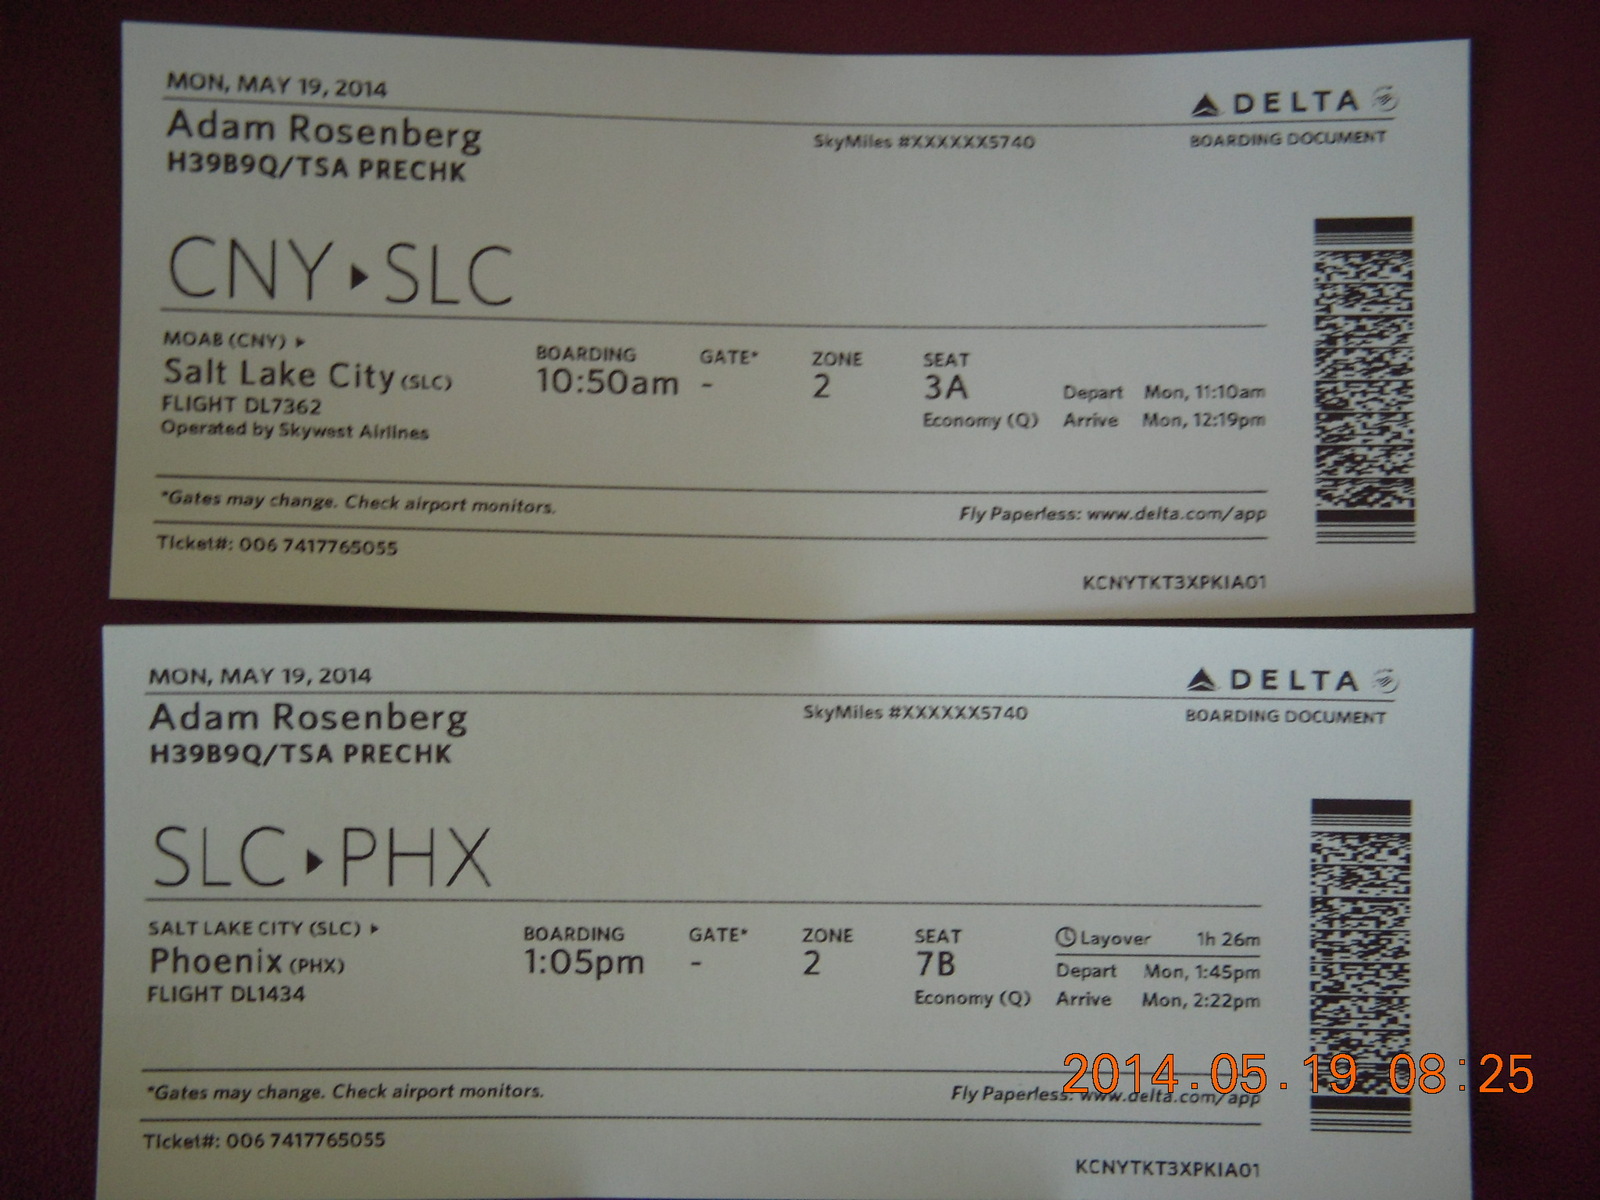 MON, MAY 19, 2014
DELTA
Adam Rosenberg
SkyMiles #XXXXXX5740
BOARDING DOCUMENT
H39B9Q/TSA PRECHK
CNY ▸ SLC
MOAB (CNY) ▸
BOARDING GATE* ZONE SEAT
Salt Lake City (SLC) 10:50am - 2 3A Depart Mon, 11:10am
FLIGHT DL7362 Economy (Q) Arrive Mon, 12:19pm
Operated by Skywest Airlines
*Gates may change. Check airport monitors. Fly Paperless: www.delta.com/app
Ticket#: 006 7417765055
KCNYTKT3XPKIA01
MON, MAY 19, 2014
DELTA
Adam Rosenberg
SkyMiles #XXXXXX5740
BOARDING DOCUMENT
H39B9Q/TSA PRECHK
SLC ▸ PHX
SALT LAKE CITY (SLC) ▸
BOARDING GATE* ZONE SEAT Layover 1h 26m
Phoenix (PHX) 1:05pm - 2 7B Depart Mon, 1:45pm
FLIGHT DL1434 Economy (Q) Arrive Mon, 2:22pm
2014.05.19 08:25
*Gates may change. Check airport monitors. Fly Paperless: www.delta.com/app
Ticket#: 006 7417765055
KCNYTKT3XPKIA01